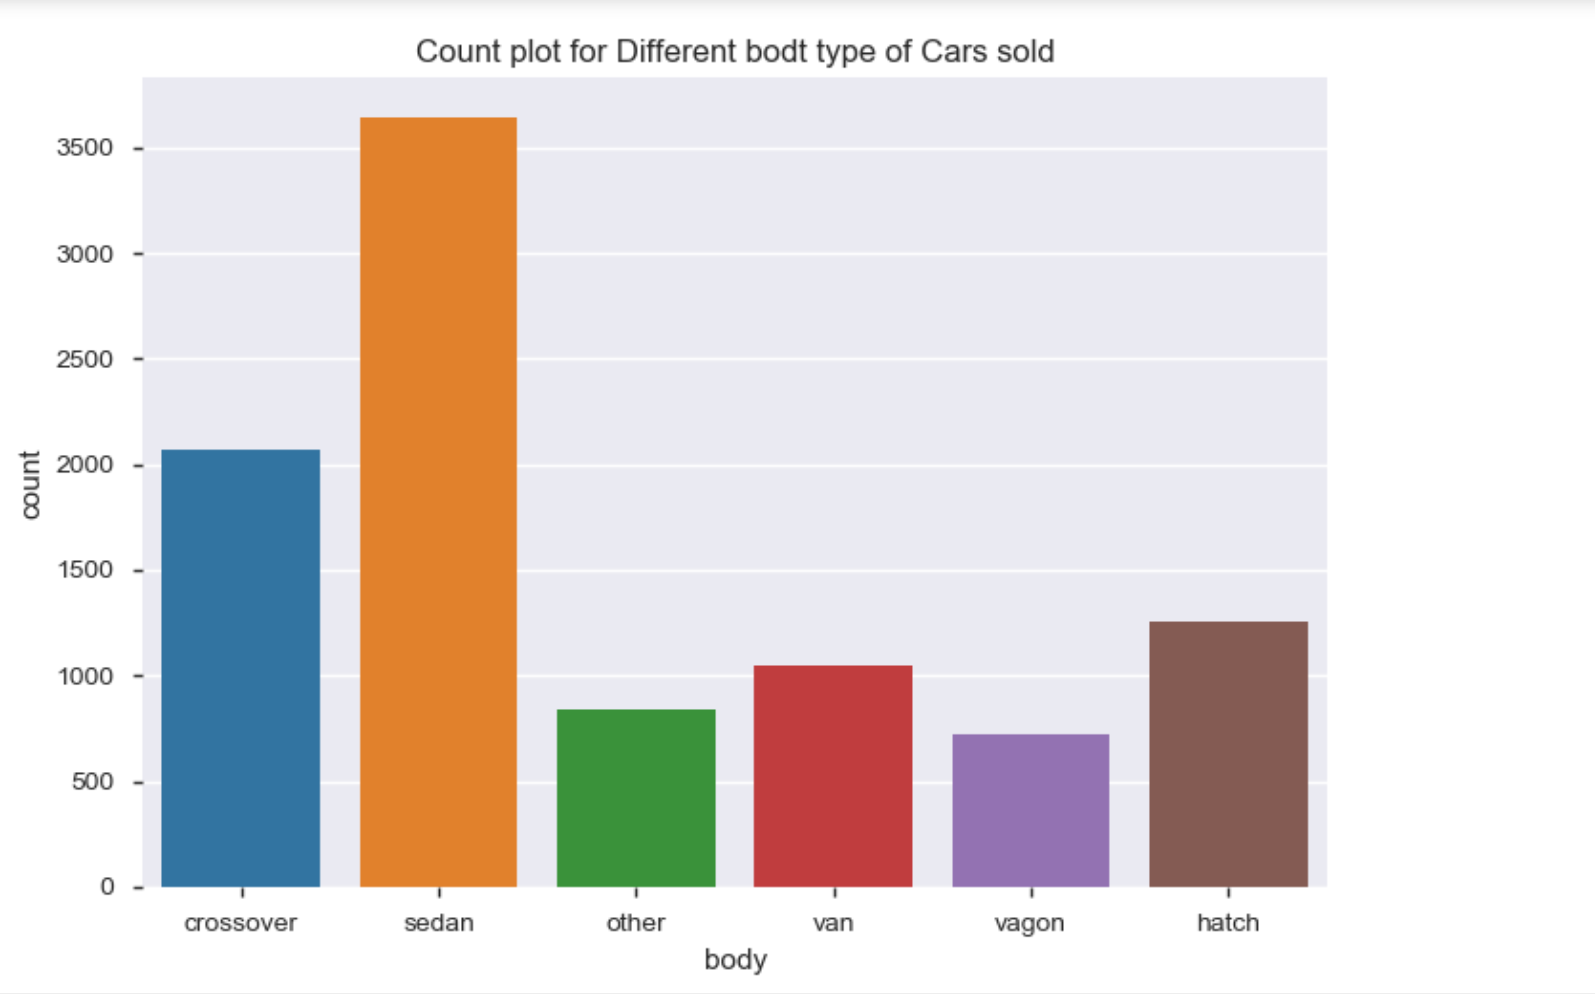 Count plot for Different bodt type of Cars sold
3500
3000
2500
2000
1500
1000
500
0
count
crossover sedan other van vagon hatch
body